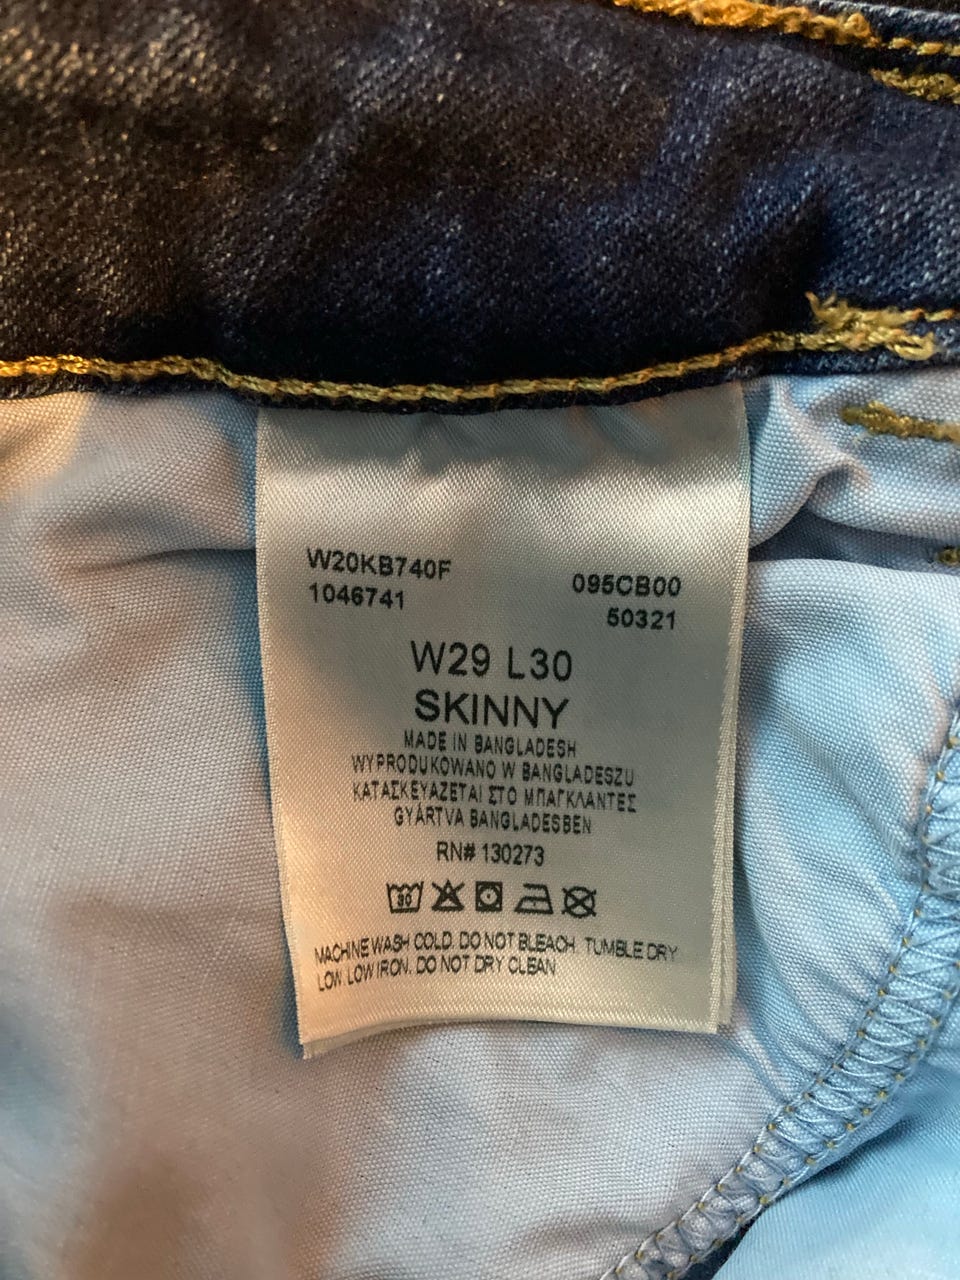 W20KB740F
095CB00
1046741
50321
W29 L30
SKINNY
MADE IN BANGLADESH
WYPRODUKOWANO W BANGLADESZU
ΚΑΤΑΣΚΕΥΑΖΕΤΑΙ ΣΤΟ ΜΠΑΓΚΛΑΝΤΕΣ
GYÁRTVA BANGLADESBEN
RN# 130273
30
MACHINE WASH COLD. DO NOT BLEACH. TUMBLE DRY
LOW. LOW IRON. DO NOT DRY CLEAN